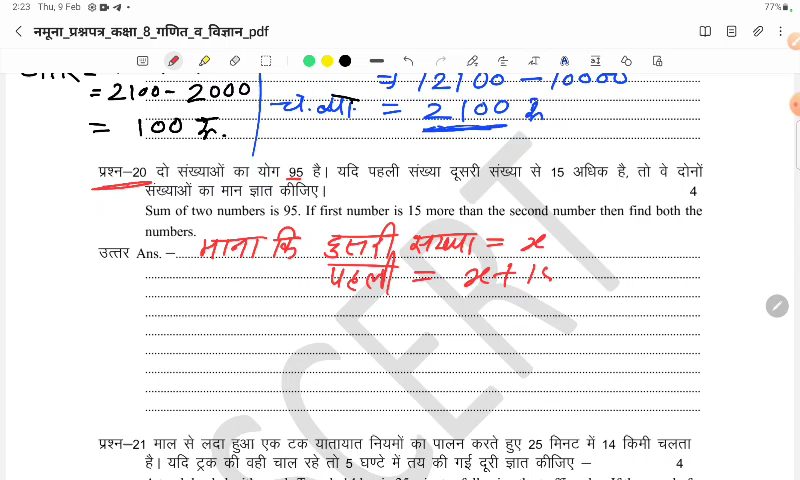 2:23 Thu, 9 Feb 77%
नमूना_प्रश्नपत्र_कक्षा_8_गणित_व_विज्ञान_pdf
= 2100 - 2000
= 100 रु.
⇒ 12100 - 10000
च. ब्या. = 2100 रु
प्रश्न–20 दो संख्याओं का योग 95 है। यदि पहली संख्या दूसरी संख्या से 15 अधिक है, तो वे दोनों
संख्याओं का मान ज्ञात कीजिए। 4
Sum of two numbers is 95. If first number is 15 more than the second number then find both the
numbers.
उत्तर Ans. – माना कि दुसरी संख्या = x
पहली = x + 15
SCERT
प्रश्न–21 माल से लदा हुआ एक टक यातायात नियमों का पालन करते हुए 25 मिनट में 14 किमी चलता
है। यदि ट्रक की वही चाल रहे तो 5 घण्टे में तय की गई दूरी ज्ञात कीजिए – 4